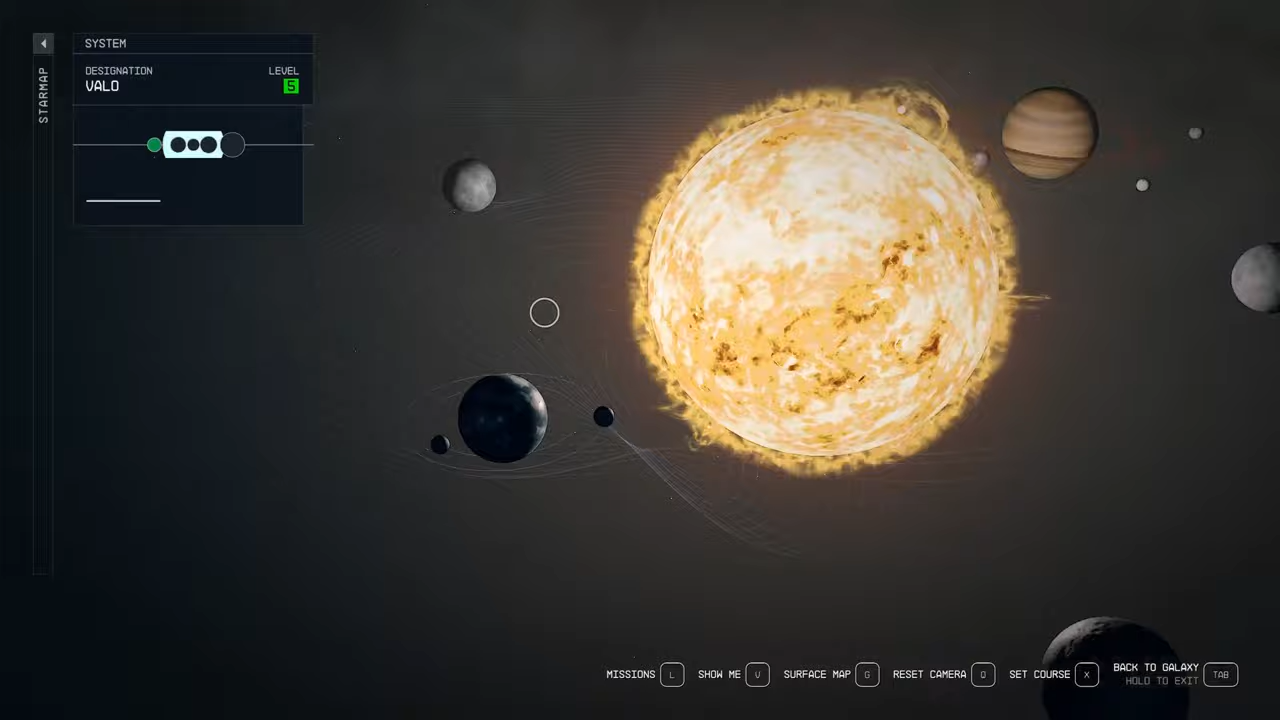 SYSTEM
DESIGNATION LEVEL
VALO 5
STARMAP
MISSIONS L SHOW ME V SURFACE MAP G RESET CAMERA Q SET COURSE X BACK TO GALAXY TAB
HOLD TO EXIT